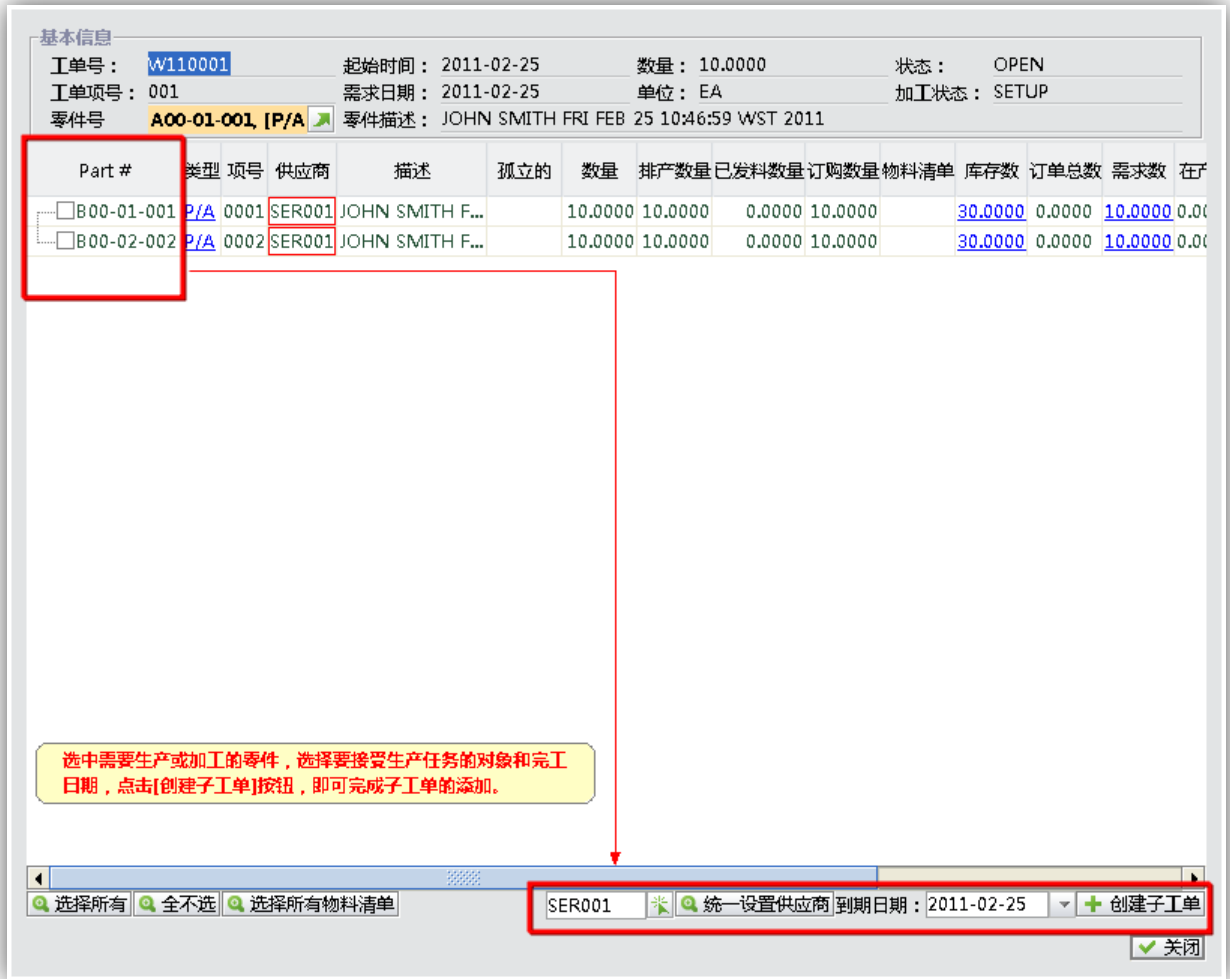 基本信息
工单号： W110001 起始时间： 2011-02-25 数量： 10.0000 状态： OPEN
工单项号： 001 需求日期： 2011-02-25 单位： EA 加工状态： SETUP
零件号 A00-01-001, [P/A 零件描述： JOHN SMITH FRI FEB 25 10:46:59 WST 2011
Part # 类型 项号 供应商 描述 孤立的 数量 排产数量 已发料数量 订购数量 物料清单 库存数 订单总数 需求数 在产
B00-01-001 P/A 0001 SER001 JOHN SMITH F... 10.0000 10.0000 0.0000 10.0000 30.0000 0.0000 10.0000 0.00
B00-02-002 P/A 0002 SER001 JOHN SMITH F... 10.0000 10.0000 0.0000 10.0000 30.0000 0.0000 10.0000 0.00
选中需要生产或加工的零件，选择要接受生产任务的对象和完工
日期，点击[创建子工单]按钮，即可完成子工单的添加。
选择所有 全不选 选择所有物料清单 SER001 统一设置供应商 到期日期： 2011-02-25 创建子工单
关闭